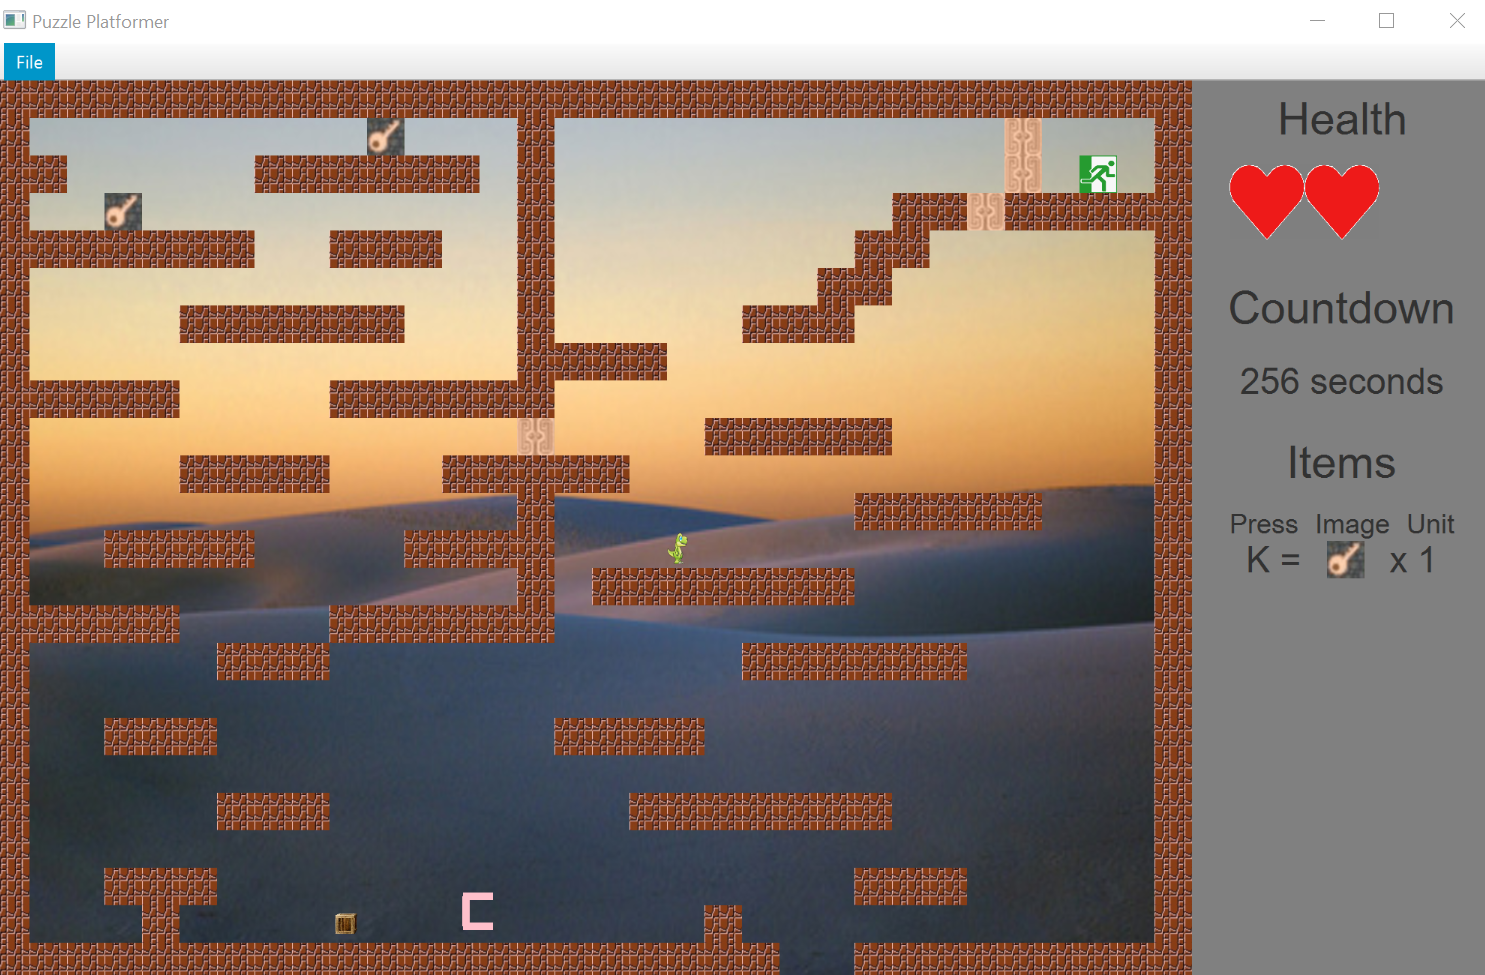 Puzzle Platformer
File
Health
Countdown
256 seconds
Items
Press Image Unit
K = x 1